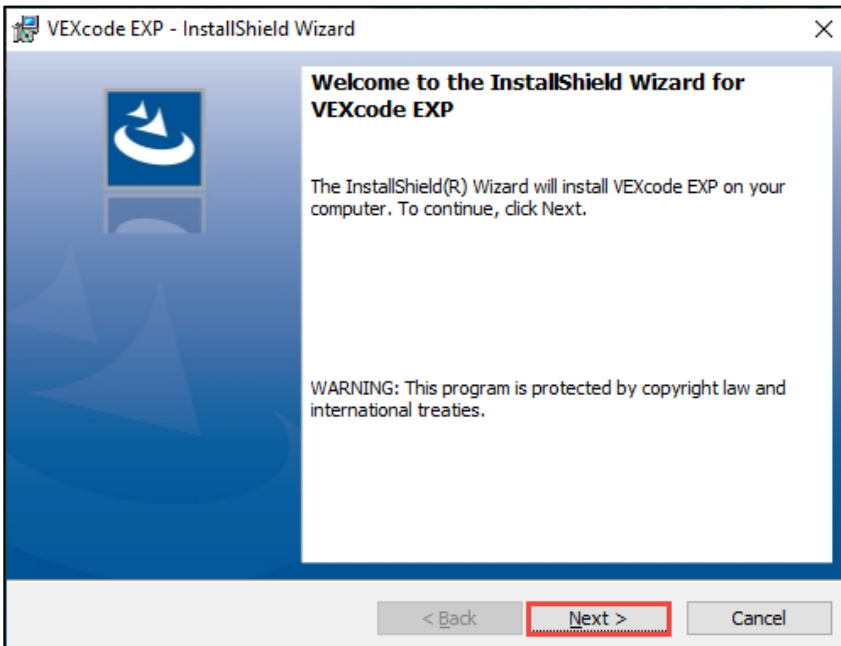 VEXcode EXP - InstallShield Wizard
Welcome to the InstallShield Wizard for
VEXcode EXP
The InstallShield(R) Wizard will install VEXcode EXP on your
computer. To continue, click Next.
WARNING: This program is protected by copyright law and
international treaties.
< Back Next > Cancel